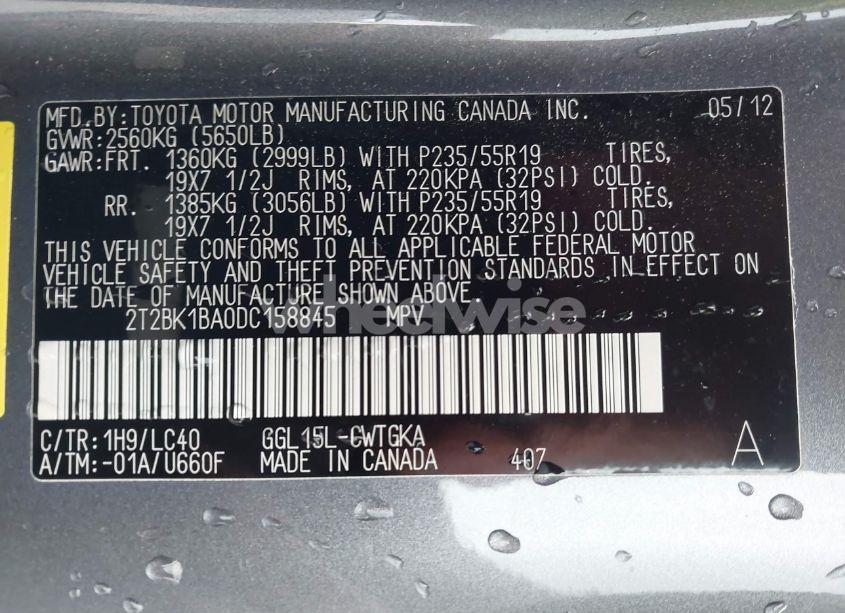 MFD.BY:TOYOTA MOTOR MANUFACTURING CANADA INC. 05/12
GVWR:2560KG (5650LB)
GAWR:FRT. 1360KG (2999LB) WITH P235/55R19 TIRES,
19X7 1/2J RIMS, AT 220KPA (32PSI) COLD.
RR. 1385KG (3056LB) WITH P235/55R19 TIRES,
19X7 1/2J RIMS, AT 220KPA (32PSI) COLD.
THIS VEHICLE CONFORMS TO ALL APPLICABLE FEDERAL MOTOR
VEHICLE SAFETY AND THEFT PREVENTION STANDARDS IN EFFECT ON
THE DATE OF MANUFACTURE SHOWN ABOVE.
wheelwise
2T2BK1BA0DC158845 MPV
C/TR:1H9/LC40 GGL15L-CWTGKA
A/TM:-01A/U660F MADE IN CANADA 407 A